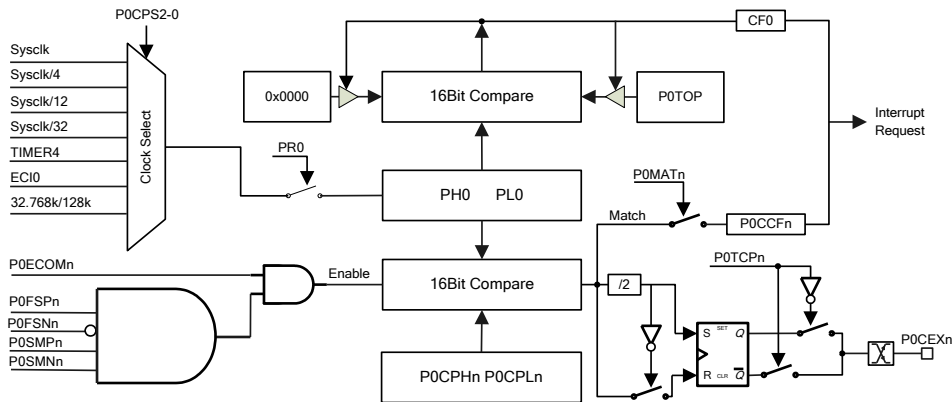 P0CPS2-0
Sysclk
Sysclk/4
Sysclk/12
Sysclk/32
TIMER4
ECI0
32.768k/128k
Clock Select
CF0
0x0000
16Bit Compare
P0TOP
Interrupt
Request
PR0
PH0 PL0
P0MATn
Match
P0CCFn
P0ECOMn
Enable
16Bit Compare
/2
P0TCPn
P0FSPn
P0FSNn
P0SMPn
P0SMNn
S SET Q
R CLR Q
P0CEXn
P0CPHn P0CPLn